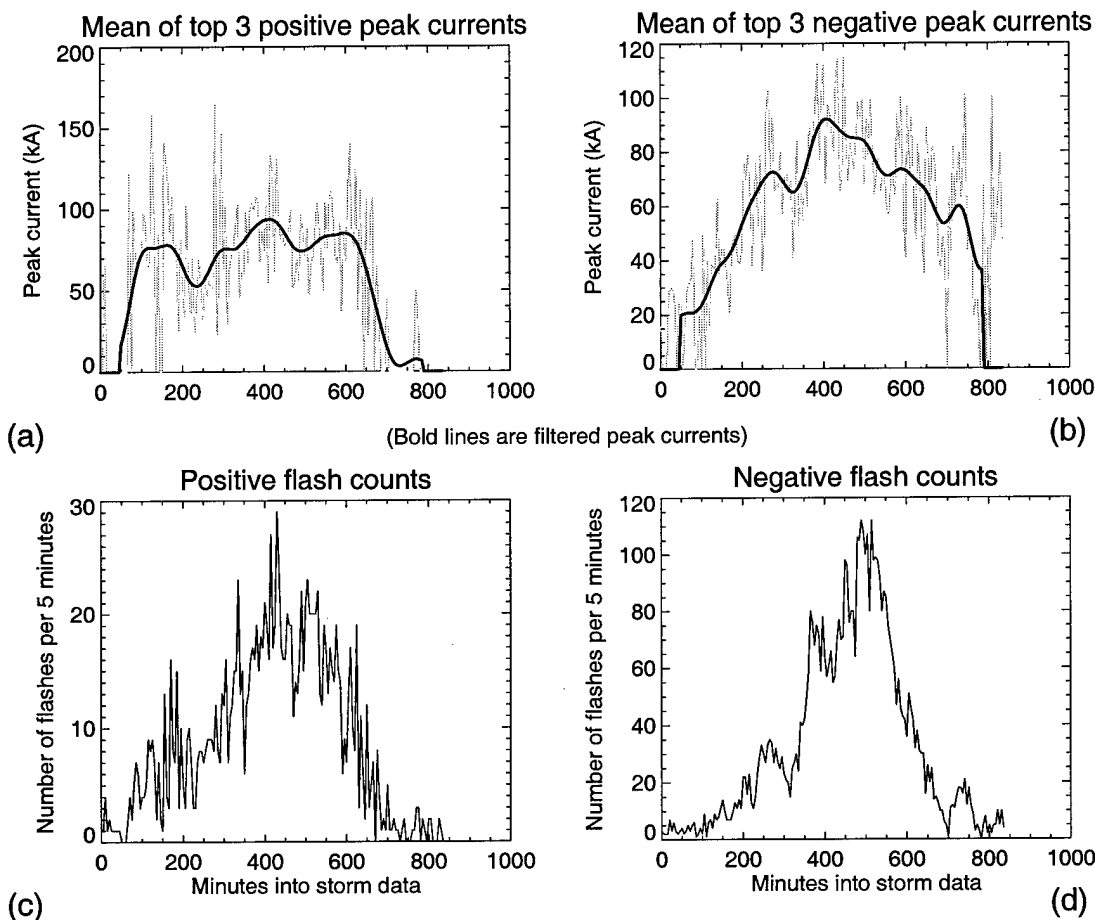 Mean of top 3 positive peak currents
Mean of top 3 negative peak currents
200
150
100
50
0
Peak current (kA)
0 200 400 600 800 1000
120
100
80
60
40
20
0
Peak current (kA)
0 200 400 600 800 1000
(a)
(Bold lines are filtered peak currents)
(b)
Positive flash counts
Negative flash counts
30
20
10
0
Number of flashes per 5 minutes
0 200 400 600 800 1000
Minutes into storm data
120
100
80
60
40
20
0
Number of flashes per 5 minutes
0 200 400 600 800 1000
Minutes into storm data
(c)
(d)